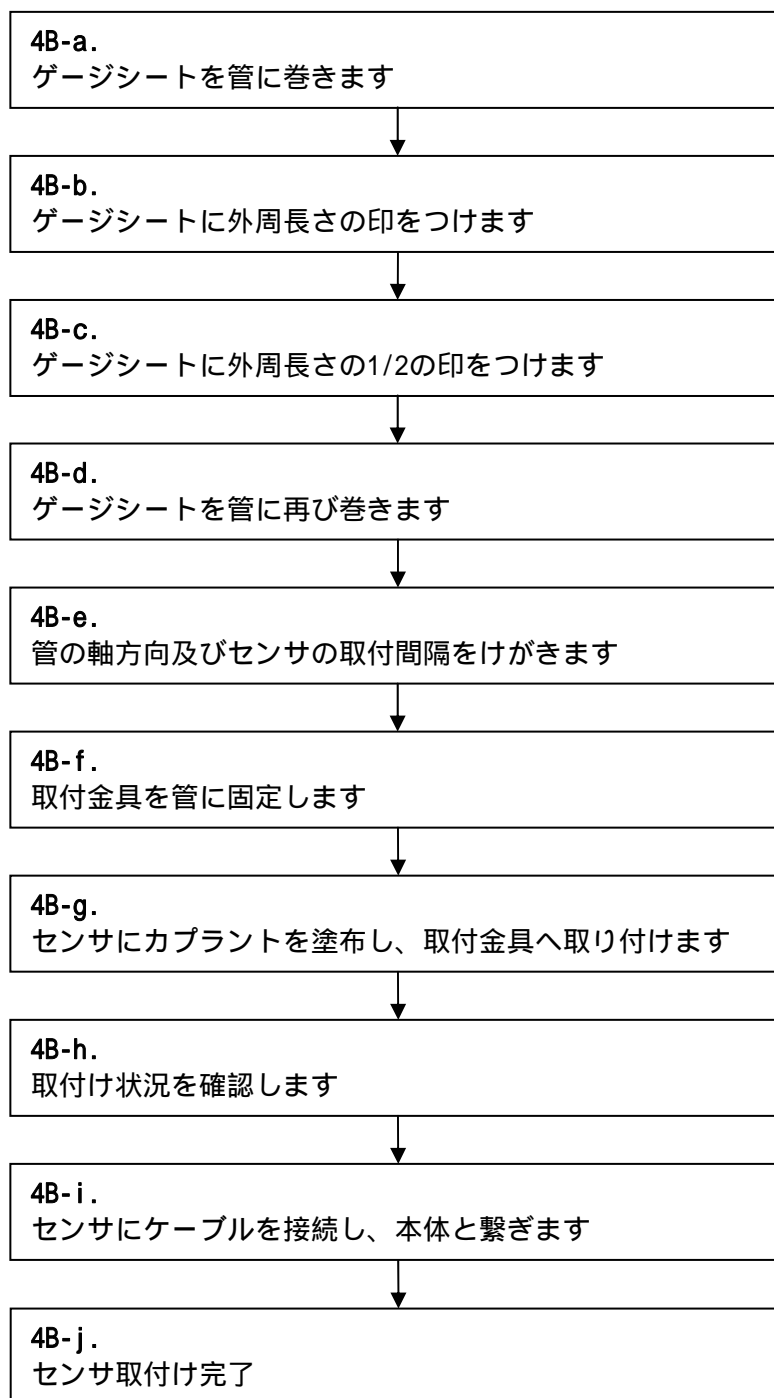 4B-a.
ゲージシートを管に巻きます
4B-b.
ゲージシートに外周長さの印をつけます
4B-c.
ゲージシートに外周長さの1/2の印をつけます
4B-d.
ゲージシートを管に再び巻きます
4B-e.
管の軸方向及びセンサの取付間隔をけがきます
4B-f.
取付金具を管に固定します
4B-g.
センサにカプラントを塗布し、取付金具へ取り付けます
4B-h.
取付け状況を確認します
4B-i.
センサにケーブルを接続し、本体と繋ぎます
4B-j.
センサ取付け完了